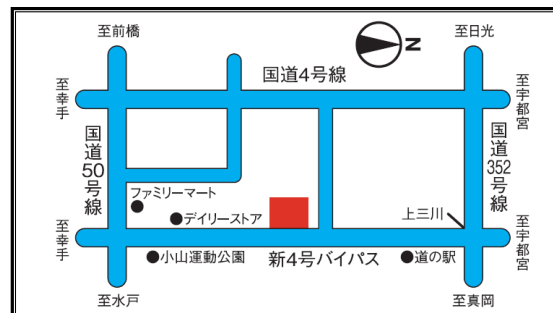 至前橋
至日光
N
国道4号線
至幸手
至宇都宮
国道50号線
国道352号線
ファミリーマート
上三川
●デイリーストア
至幸手
至宇都宮
●小山運動公園
新4号バイパス
●道の駅
至水戸
至真岡